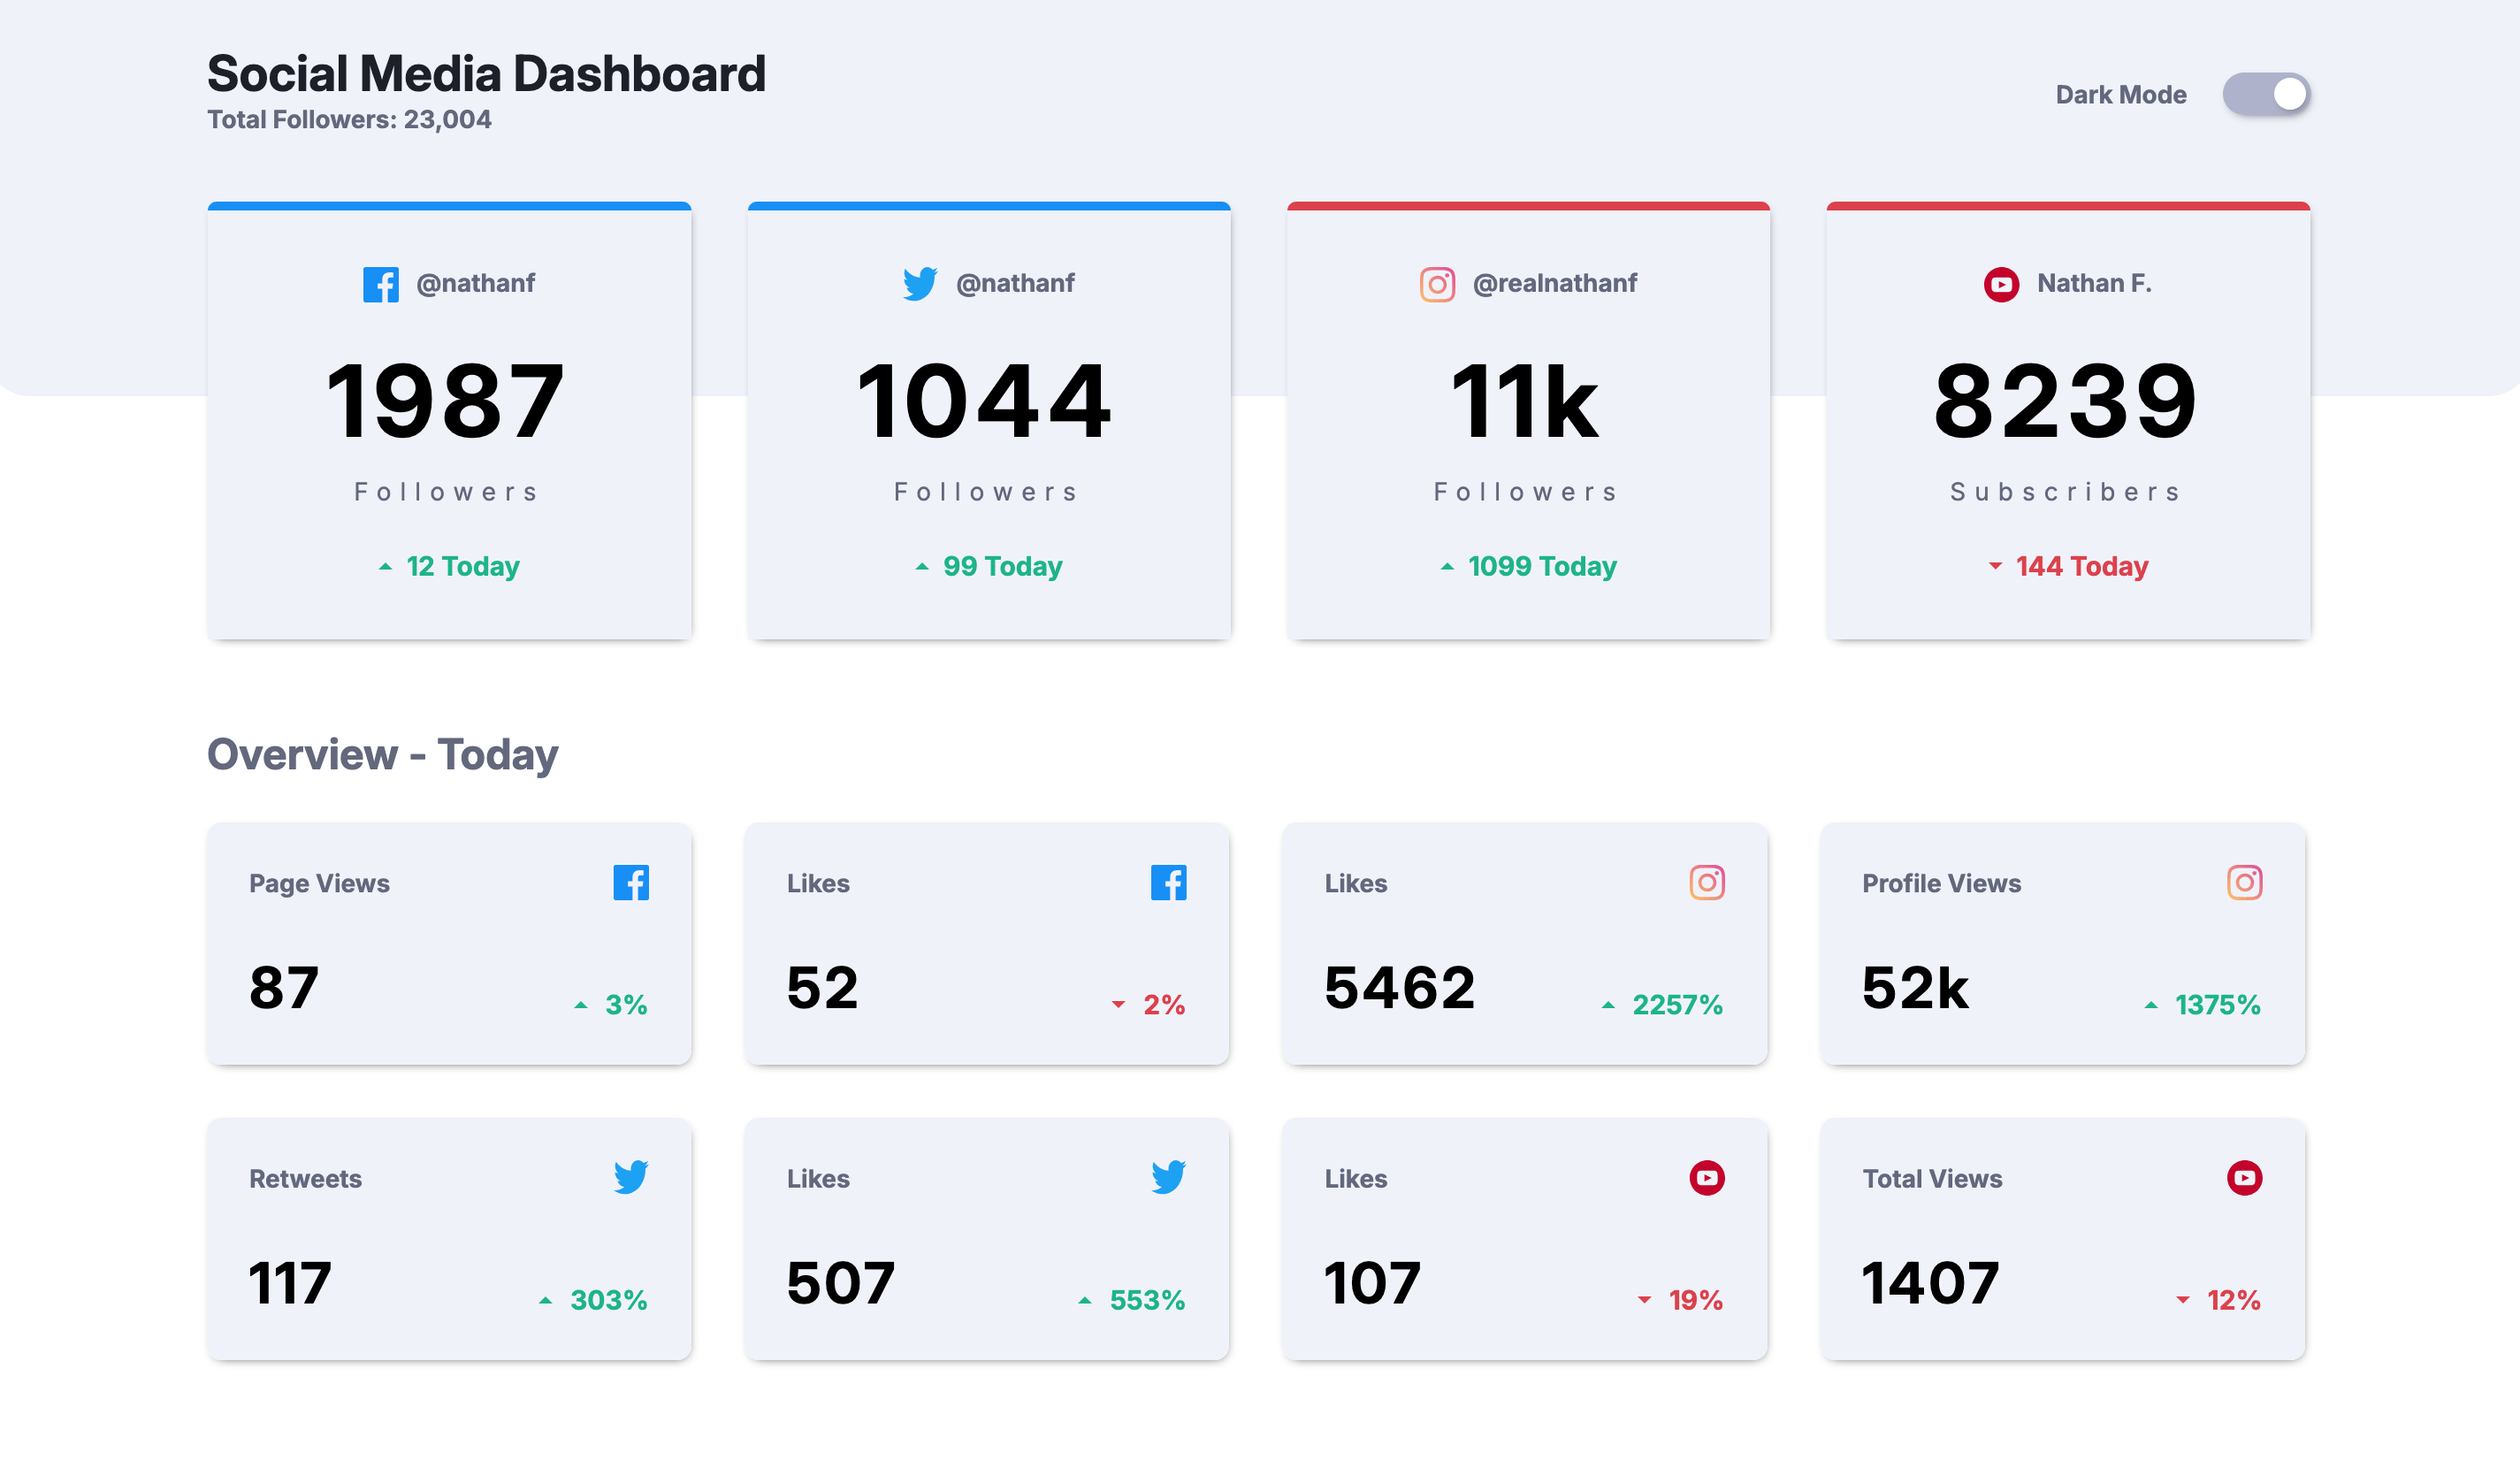 Social Media Dashboard
Total Followers: 23,004
Dark Mode
@nathanf
1987
Followers
12 Today
@nathanf
1044
Followers
99 Today
@realnathanf
11k
Followers
1099 Today
Nathan F.
8239
Subscribers
144 Today
Overview - Today
Page Views
87
3%
Likes
52
2%
Likes
5462
2257%
Profile Views
52k
1375%
Retweets
117
303%
Likes
507
553%
Likes
107
19%
Total Views
1407
12%